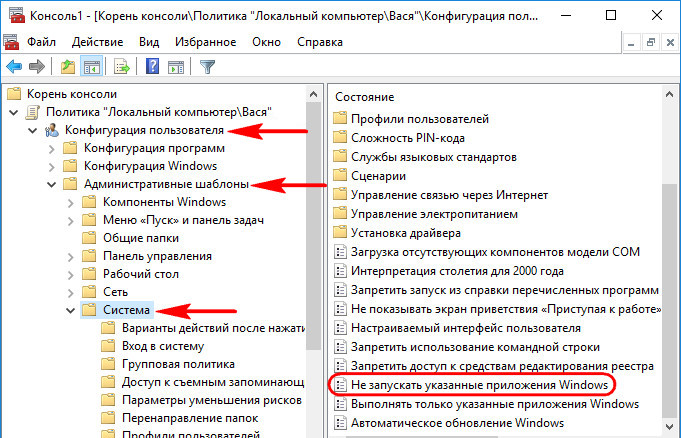 Консоль1 - [Корень консоли\Политика "Локальный компьютер\Вася"\Конфигурация пол...
Файл Действие Вид Избранное Окно Справка
Корень консоли
Политика "Локальный компьютер\Вася"
Конфигурация пользователя
Конфигурация программ
Конфигурация Windows
Административные шаблоны
Компоненты Windows
Меню «Пуск» и панель задач
Общие папки
Панель управления
Рабочий стол
Сеть
Система
Варианты действий после нажати
Вход в систему
Групповая политика
Доступ к съемным запоминающ
Параметры уменьшения рисков
Перенаправление папок
Профили пользователей
Состояние
Профили пользователей
Сложность PIN-кода
Службы языковых стандартов
Сценарии
Управление связью через Интернет
Управление электропитанием
Установка драйвера
Загрузка отсутствующих компонентов модели COM
Интерпретация столетия для 2000 года
Запретить запуск из справки перечисленных программ
Не показывать экран приветствия «Приступая к работе»
Настраиваемый интерфейс пользователя
Запретить использование командной строки
Запретить доступ к средствам редактирования реестра
Не запускать указанные приложения Windows
Выполнять только указанные приложения Windows
Автоматическое обновление Windows